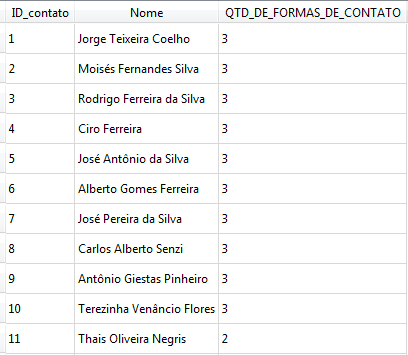 ID_contato Nome QTD_DE_FORMAS_DE_CONTATO
1 Jorge Teixeira Coelho 3
2 Moisés Fernandes Silva 3
3 Rodrigo Ferreira da Silva 3
4 Ciro Ferreira 3
5 José Antônio da Silva 3
6 Alberto Gomes Ferreira 3
7 José Pereira da Silva 3
8 Carlos Alberto Senzi 3
9 Antônio Giestas Pinheiro 3
10 Terezinha Venâncio Flores 3
11 Thais Oliveira Negris 2